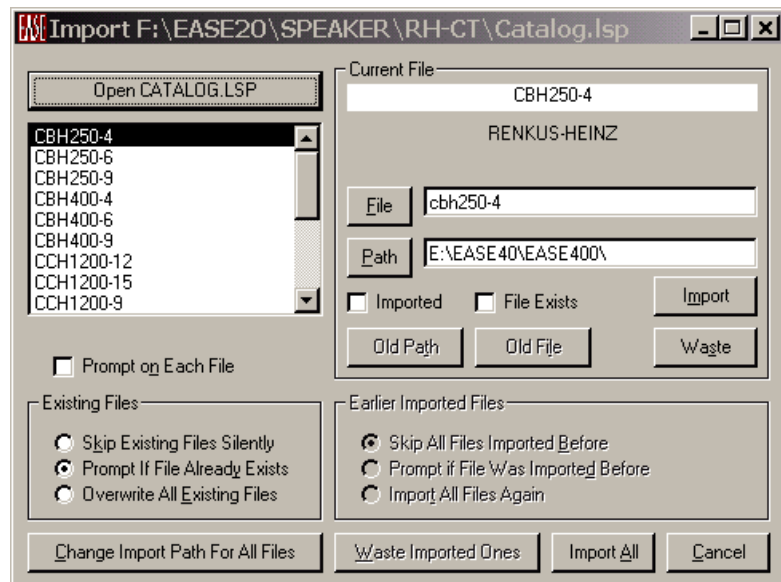 EASE Import F:\EASE20\SPEAKER\RH-CT\Catalog.lsp
Open CATALOG.LSP
CBH250-4
CBH250-6
CBH250-9
CBH400-4
CBH400-6
CBH400-9
CCH1200-12
CCH1200-15
CCH1200-9
Prompt on Each File
Current File
CBH250-4
RENKUS-HEINZ
File cbh250-4
Path E:\EASE40\EASE400\
Imported File Exists Import
Old Path Old File Waste
Existing Files
Skip Existing Files Silently
Prompt If File Already Exists
Overwrite All Existing Files
Earlier Imported Files
Skip All Files Imported Before
Prompt if File Was Imported Before
Import All Files Again
Change Import Path For All Files Waste Imported Ones Import All Cancel